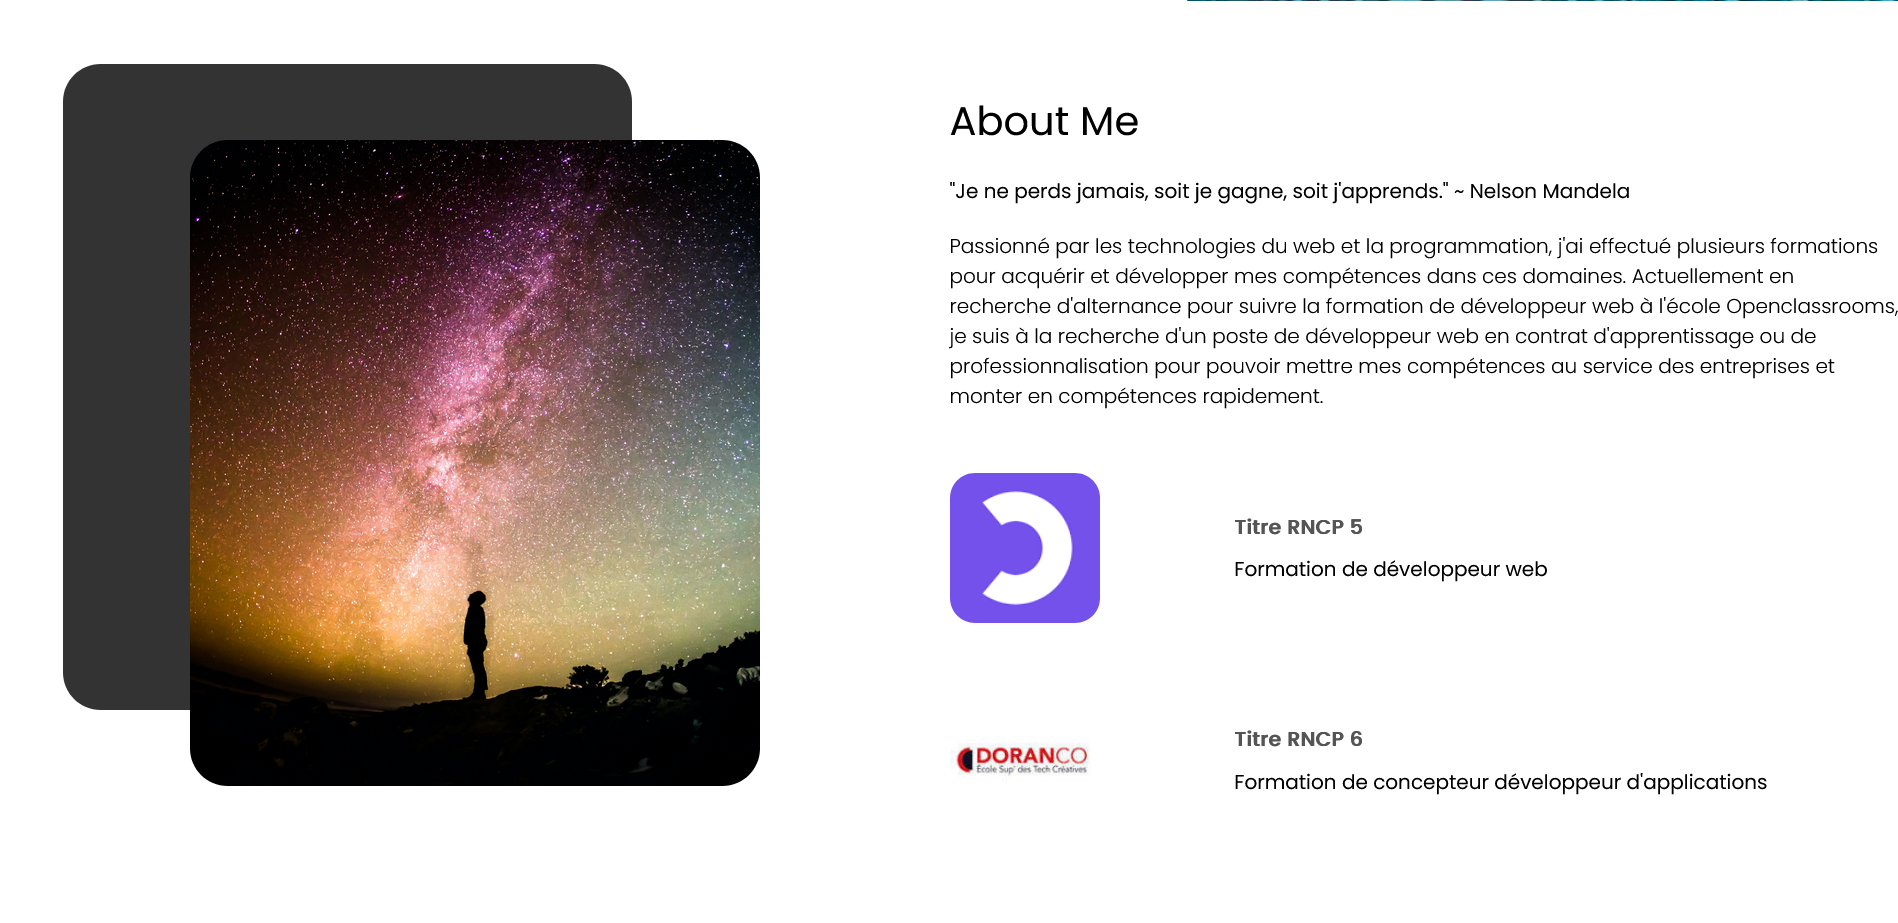 About Me
"Je ne perds jamais, soit je gagne, soit j'apprends." ~ Nelson Mandela
Passionné par les technologies du web et la programmation, j'ai effectué plusieurs formations
pour acquérir et développer mes compétences dans ces domaines. Actuellement en
recherche d'alternance pour suivre la formation de développeur web à l'école Openclassrooms,
je suis à la recherche d'un poste de développeur web en contrat d'apprentissage ou de
professionnalisation pour pouvoir mettre mes compétences au service des entreprises et
monter en compétences rapidement.
Titre RNCP 5
Formation de développeur web
DORANCO
École Sup' des Tech Créatives
Titre RNCP 6
Formation de concepteur développeur d'applications